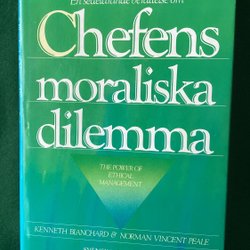 Chefens
moraliska
dilemma
THE POWER OF
ETHICAL
MANAGEMENT
KENNETH BLANCHARD & NORMAN VINCENT PEALE